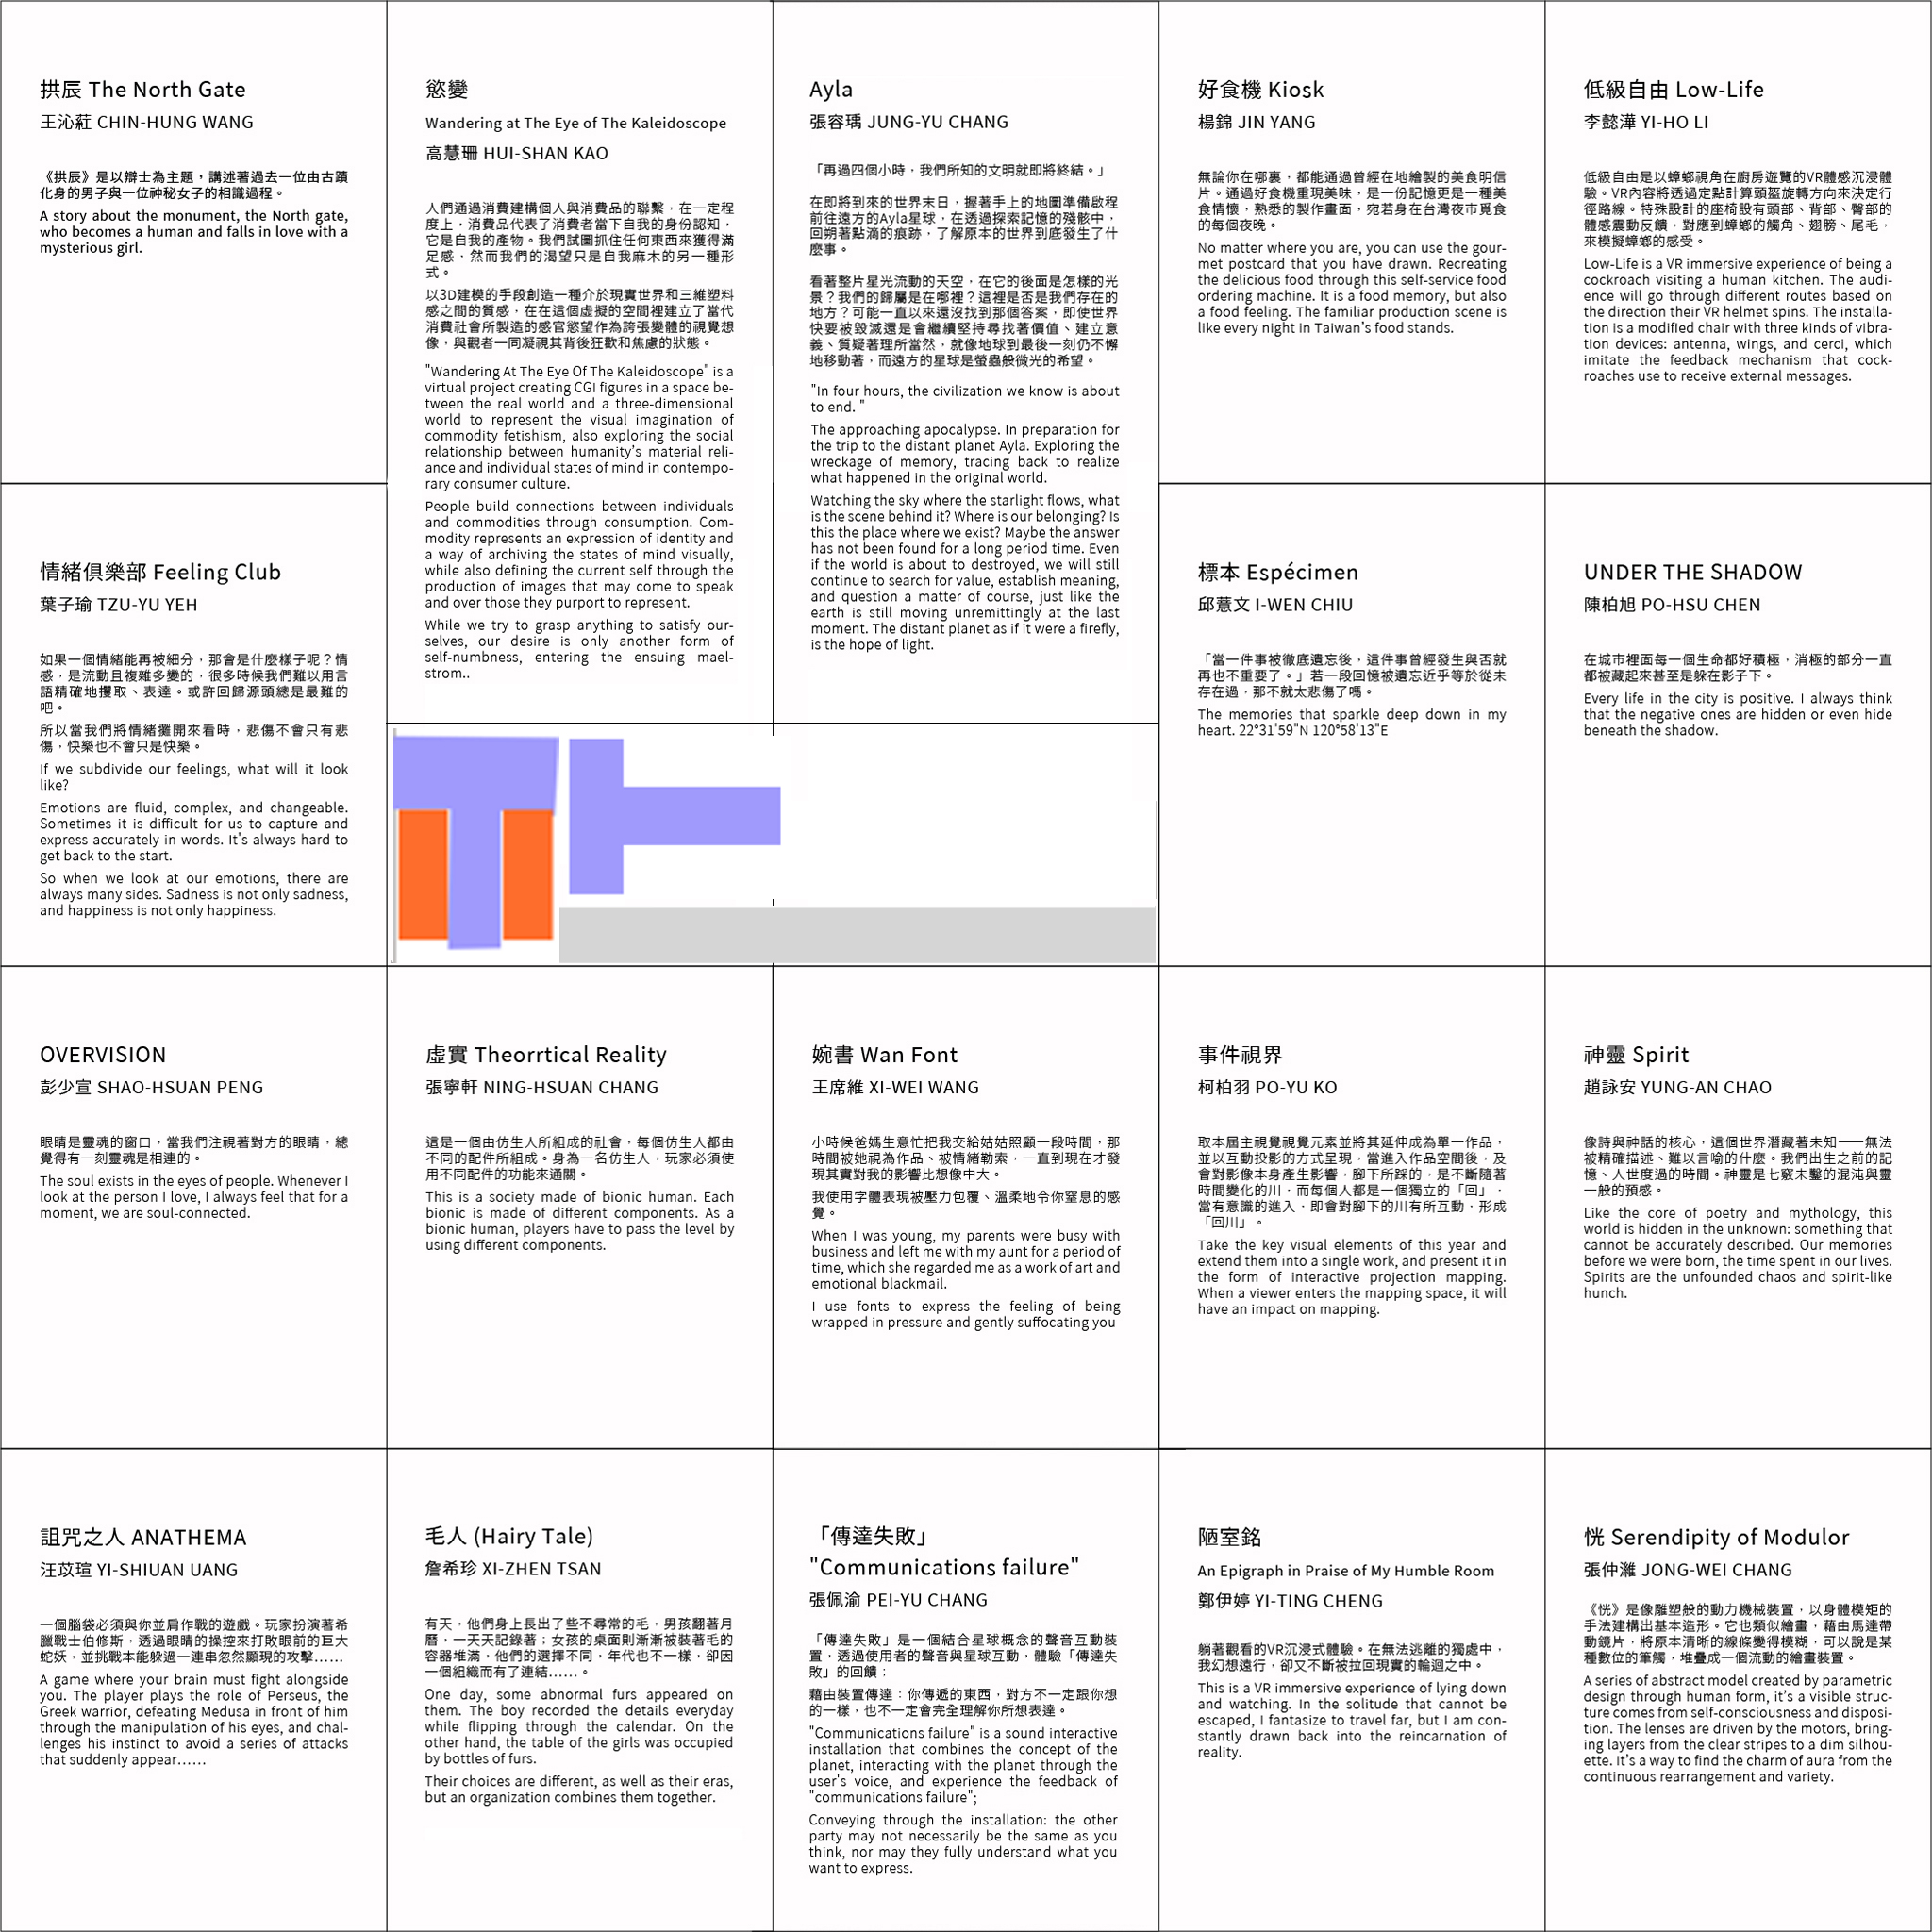 拱辰 The North Gate
王沁葒 CHIN-HUNG WANG
《拱辰》是以辯士為主題，講述著過去一位由古蹟
化身的男子與一位神秘女子的相識過程。
A story about the monument, the North gate,
who becomes a human and falls in love with a
mysterious girl.
慾變
Wandering at The Eye of The Kaleidoscope
高慧珊 HUI-SHAN KAO
人們通過消費建構個人與消費品的聯繫，在一定程
度上，消費品代表了消費者當下自我的身份認知，
它是自我的產物。我們試圖抓住任何東西來獲得滿
足感，然而我們的渴望只是自我麻木的另一種形
式。
以3D建模的手段創造一種介於現實世界和三維塑料
感之間的質感，在在這個虛擬的空間裡建立了當代
消費社會所製造的感官慾望作為誇張變體的視覺想
像，與觀者一同凝視其背後狂歡和焦慮的狀態。
"Wandering At The Eye Of The Kaleidoscope" is a
virtual project creating CGI figures in a space be-
tween the real world and a three-dimensional
world to represent the visual imagination of
commodity fetishism, also exploring the social
relationship between humanity’s material reli-
ance and individual states of mind in contempo-
rary consumer culture.
People build connections between individuals
and commodities through consumption. Com-
modity represents an expression of identity and
a way of archiving the states of mind visually,
while also defining the current self through the
production of images that may come to speak
and over those they purport to represent.
While we try to grasp anything to satisfy our-
selves, our desire is only another form of
self-numbness, entering the ensuing mael-
strom..
Ayla
張容瑀 JUNG-YU CHANG
「再過四個小時，我們所知的文明就即將終結。」
在即將到來的世界末日，握著手上的地圖準備啟程
前往遠方的Ayla星球，在透過探索記憶的殘骸中，
回朔著點滴的痕跡，了解原本的世界到底發生了什
麼事。
看著整片星光流動的天空，在它的後面是怎樣的光
景？我們的歸屬是在哪裡？這裡是否是我們存在的
地方？可能一直以來還沒找到那個答案，即使世界
快要被毀滅還是會繼續堅持尋找著價值、建立意
義、質疑著理所當然，就像地球到最後一刻仍不懈
地移動著，而遠方的星球是螢蟲般微光的希望。
"In four hours, the civilization we know is about
to end. "
The approaching apocalypse. In preparation for
the trip to the distant planet Ayla. Exploring the
wreckage of memory, tracing back to realize
what happened in the original world.
Watching the sky where the starlight flows, what
is the scene behind it? Where is our belonging? Is
this the place where we exist? Maybe the answer
has not been found for a long period time. Even
if the world is about to destroyed, we will still
continue to search for value, establish meaning,
and question a matter of course, just like the
earth is still moving unremittingly at the last
moment. The distant planet as if it were a firefly,
is the hope of light.
好食機 Kiosk
楊錦 JIN YANG
無論你在哪裏，都能通過曾經在地繪製的美食明信
片。通過好食機重現美味，是一份記憶更是一種美
食情懷，熟悉的製作畫面，宛若身在台灣夜市覓食
的每個夜晚。
No matter where you are, you can use the gour-
met postcard that you have drawn. Recreating
the delicious food through this self-service food
ordering machine. It is a food memory, but also
a food feeling. The familiar production scene is
like every night in Taiwan’s food stands.
低級自由 Low-Life
李懿澕 YI-HO LI
低級自由是以蟑螂視角在廚房遊覽的VR體感沉浸體
驗。VR內容將透過定點計算頭盔旋轉方向來決定行
徑路線。特殊設計的座椅設有頭部、背部、臀部的
體感震動反饋，對應到蟑螂的觸角、翅膀、尾毛，
來模擬蟑螂的感受。
Low-Life is a VR immersive experience of being a
cockroach visiting a human kitchen. The audi-
ence will go through different routes based on
the direction their VR helmet spins. The installa-
tion is a modified chair with three kinds of vibra-
tion devices: antenna, wings, and cerci, which
imitate the feedback mechanism that cock-
roaches use to receive external messages.
情緒俱樂部 Feeling Club
葉子瑜 TZU-YU YEH
如果一個情緒能再被細分，那會是什麼樣子呢？情
感，是流動且複雜多變的，很多時候我們難以用言
語精確地攫取、表達。或許回歸源頭總是最難的
吧。
所以當我們將情緒攤開來看時，悲傷不會只有悲
傷，快樂也不會只是快樂。
If we subdivide our feelings, what will it look
like?
Emotions are fluid, complex, and changeable.
Sometimes it is difficult for us to capture and
express accurately in words. It's always hard to
get back to the start.
So when we look at our emotions, there are
always many sides. Sadness is not only sadness,
and happiness is not only happiness.
標本 Espécimen
邱薏文 I-WEN CHIU
「當一件事被徹底遺忘後，這件事曾經發生與否就
再也不重要了。」若一段回憶被遺忘近乎等於從未
存在過，那不就太悲傷了嗎。
The memories that sparkle deep down in my
heart. 22°31'59"N 120°58'13"E
UNDER THE SHADOW
陳柏旭 PO-HSU CHEN
在城市裡面每一個生命都好積極，消極的部分一直
都被藏起來甚至是躲在影子下。
Every life in the city is positive. I always think
that the negative ones are hidden or even hide
beneath the shadow.
OVERVISION
彭少宣 SHAO-HSUAN PENG
眼睛是靈魂的窗口，當我們注視著對方的眼睛，總
覺得有一刻靈魂是相連的。
The soul exists in the eyes of people. Whenever I
look at the person I love, I always feel that for a
moment, we are soul-connected.
虛實 Theorrtical Reality
張寧軒 NING-HSUAN CHANG
這是一個由仿生人所組成的社會，每個仿生人都由
不同的配件所組成。身為一名仿生人，玩家必須使
用不同配件的功能來通關。
This is a society made of bionic human. Each
bionic is made of different components. As a
bionic human, players have to pass the level by
using different components.
婉書 Wan Font
王席維 XI-WEI WANG
小時候爸媽生意忙把我交給姑姑照顧一段時間，那
時間被她視為作品、被情緒勒索，一直到現在才發
現其實對我的影響比想像中大。
我使用字體表現被壓力包覆、溫柔地令你窒息的感
覺。
When I was young, my parents were busy with
business and left me with my aunt for a period of
time, which she regarded me as a work of art and
emotional blackmail.
I use fonts to express the feeling of being
wrapped in pressure and gently suffocating you
事件視界
柯柏羽 PO-YU KO
取本屆主視覺視覺元素並將其延伸成為單一作品，
並以互動投影的方式呈現，當進入作品空間後，及
會對影像本身產生影響，腳下所踩的，是不斷隨著
時間變化的川，而每個人都是一個獨立的「回」，
當有意識的進入，即會對腳下的川有所互動，形成
「回川」。
Take the key visual elements of this year and
extend them into a single work, and present it in
the form of interactive projection mapping.
When a viewer enters the mapping space, it will
have an impact on mapping.
神靈 Spirit
趙詠安 YUNG-AN CHAO
像詩與神話的核心，這個世界潛藏著未知——無法
被精確描述、難以言喻的什麼。我們出生之前的記
憶、人世度過的時間。神靈是七竅未鑿的混沌與靈
一般的預感。
Like the core of poetry and mythology, this
world is hidden in the unknown: something that
cannot be accurately described. Our memories
before we were born, the time spent in our lives.
Spirits are the unfounded chaos and spirit-like
hunch.
詛咒之人 ANATHEMA
汪苡瑄 YI-SHIUAN UANG
一個腦袋必須與你並肩作戰的遊戲。玩家扮演著希
臘戰士伯修斯，透過眼睛的操控來打敗眼前的巨大
蛇妖，並挑戰本能躲過一連串忽然顯現的攻擊……
A game where your brain must fight alongside
you. The player plays the role of Perseus, the
Greek warrior, defeating Medusa in front of him
through the manipulation of his eyes, and chal-
lenges his instinct to avoid a series of attacks
that suddenly appear……
毛人 (Hairy Tale)
詹希珍 XI-ZHEN TSAN
有天，他們身上長出了些不尋常的毛，男孩翻著月
曆，一天天記錄著；女孩的桌面則漸漸被裝著毛的
容器堆滿，他們的選擇不同，年代也不一樣，卻因
一個組織而有了連結……。
One day, some abnormal furs appeared on
them. The boy recorded the details everyday
while flipping through the calendar. On the
other hand, the table of the girls was occupied
by bottles of furs.
Their choices are different, as well as their eras,
but an organization combines them together.
「傳達失敗」
"Communications failure"
張佩渝 PEI-YU CHANG
「傳達失敗」是一個結合星球概念的聲音互動裝
置，透過使用者的聲音與星球互動，體驗「傳達失
敗」的回饋；
藉由裝置傳達：你傳遞的東西，對方不一定跟你想
的一樣，也不一定會完全理解你所想表達。
"Communications failure" is a sound interactive
installation that combines the concept of the
planet, interacting with the planet through the
user's voice, and experience the feedback of
"communications failure";
Conveying through the installation: the other
party may not necessarily be the same as you
think, nor may they fully understand what you
want to express.
陋室銘
An Epigraph in Praise of My Humble Room
鄭伊婷 YI-TING CHENG
躺著觀看的VR沉浸式體驗。在無法逃離的獨處中，
我幻想遠行，卻又不斷被拉回現實的輪迴之中。
This is a VR immersive experience of lying down
and watching. In the solitude that cannot be
escaped, I fantasize to travel far, but I am con-
stantly drawn back into the reincarnation of
reality.
恍 Serendipity of Modulor
張仲濰 JONG-WEI CHANG
《恍》是像雕塑般的動力機械裝置，以身體模矩的
手法建構出基本造形。它也類似繪畫，藉由馬達帶
動鏡片，將原本清晰的線條變得模糊，可以說是某
種數位的筆觸，堆疊成一個流動的繪畫裝置。
A series of abstract model created by parametric
design through human form, it’s a visible struc-
ture comes from self-consciousness and disposi-
tion. The lenses are driven by the motors, bring-
ing layers from the clear stripes to a dim silhou-
ette. It’s a way to find the charm of aura from the
continuous rearrangement and variety.